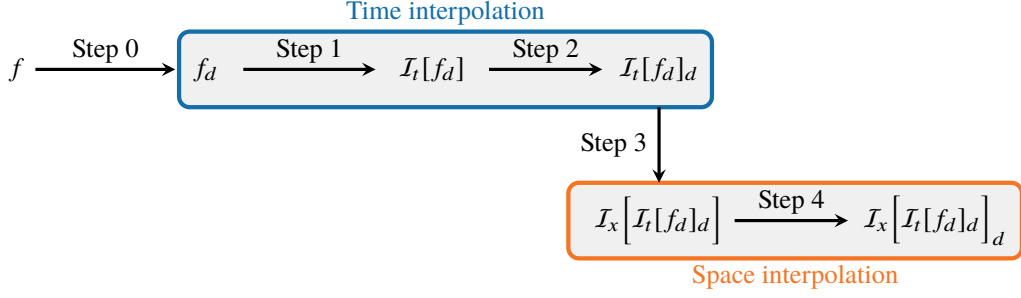 Time interpolation
f Step 0 f_d Step 1 ℐ_t[f_d] Step 2 ℐ_t[f_d]_d
Step 3
ℐ_x[ℐ_t[f_d]_d] Step 4 ℐ_x[ℐ_t[f_d]_d]_d
Space interpolation